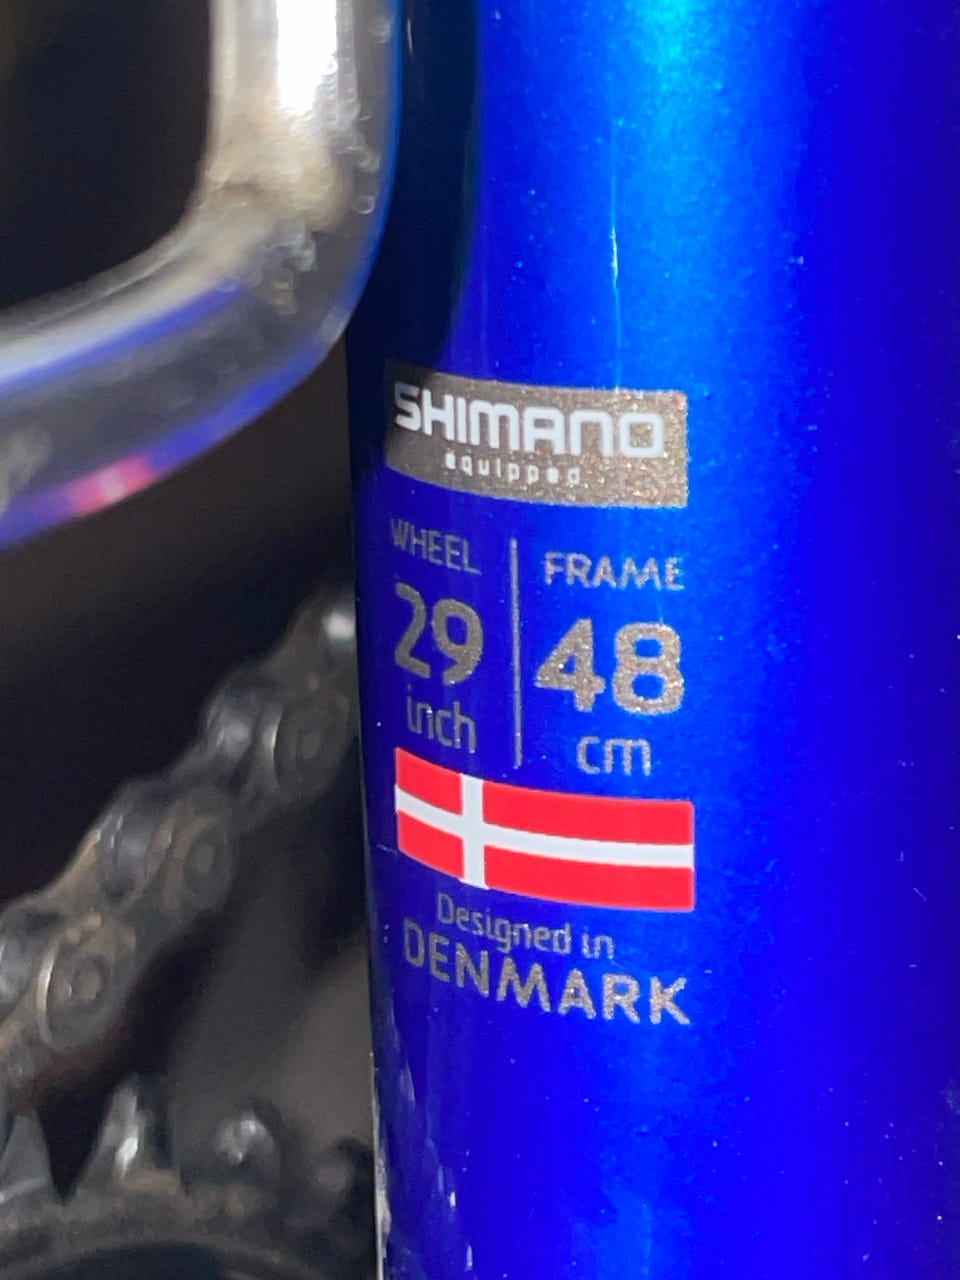 SHIMANO
equipped
WHEEL
29
inch
FRAME
48
cm
Designed in
DENMARK